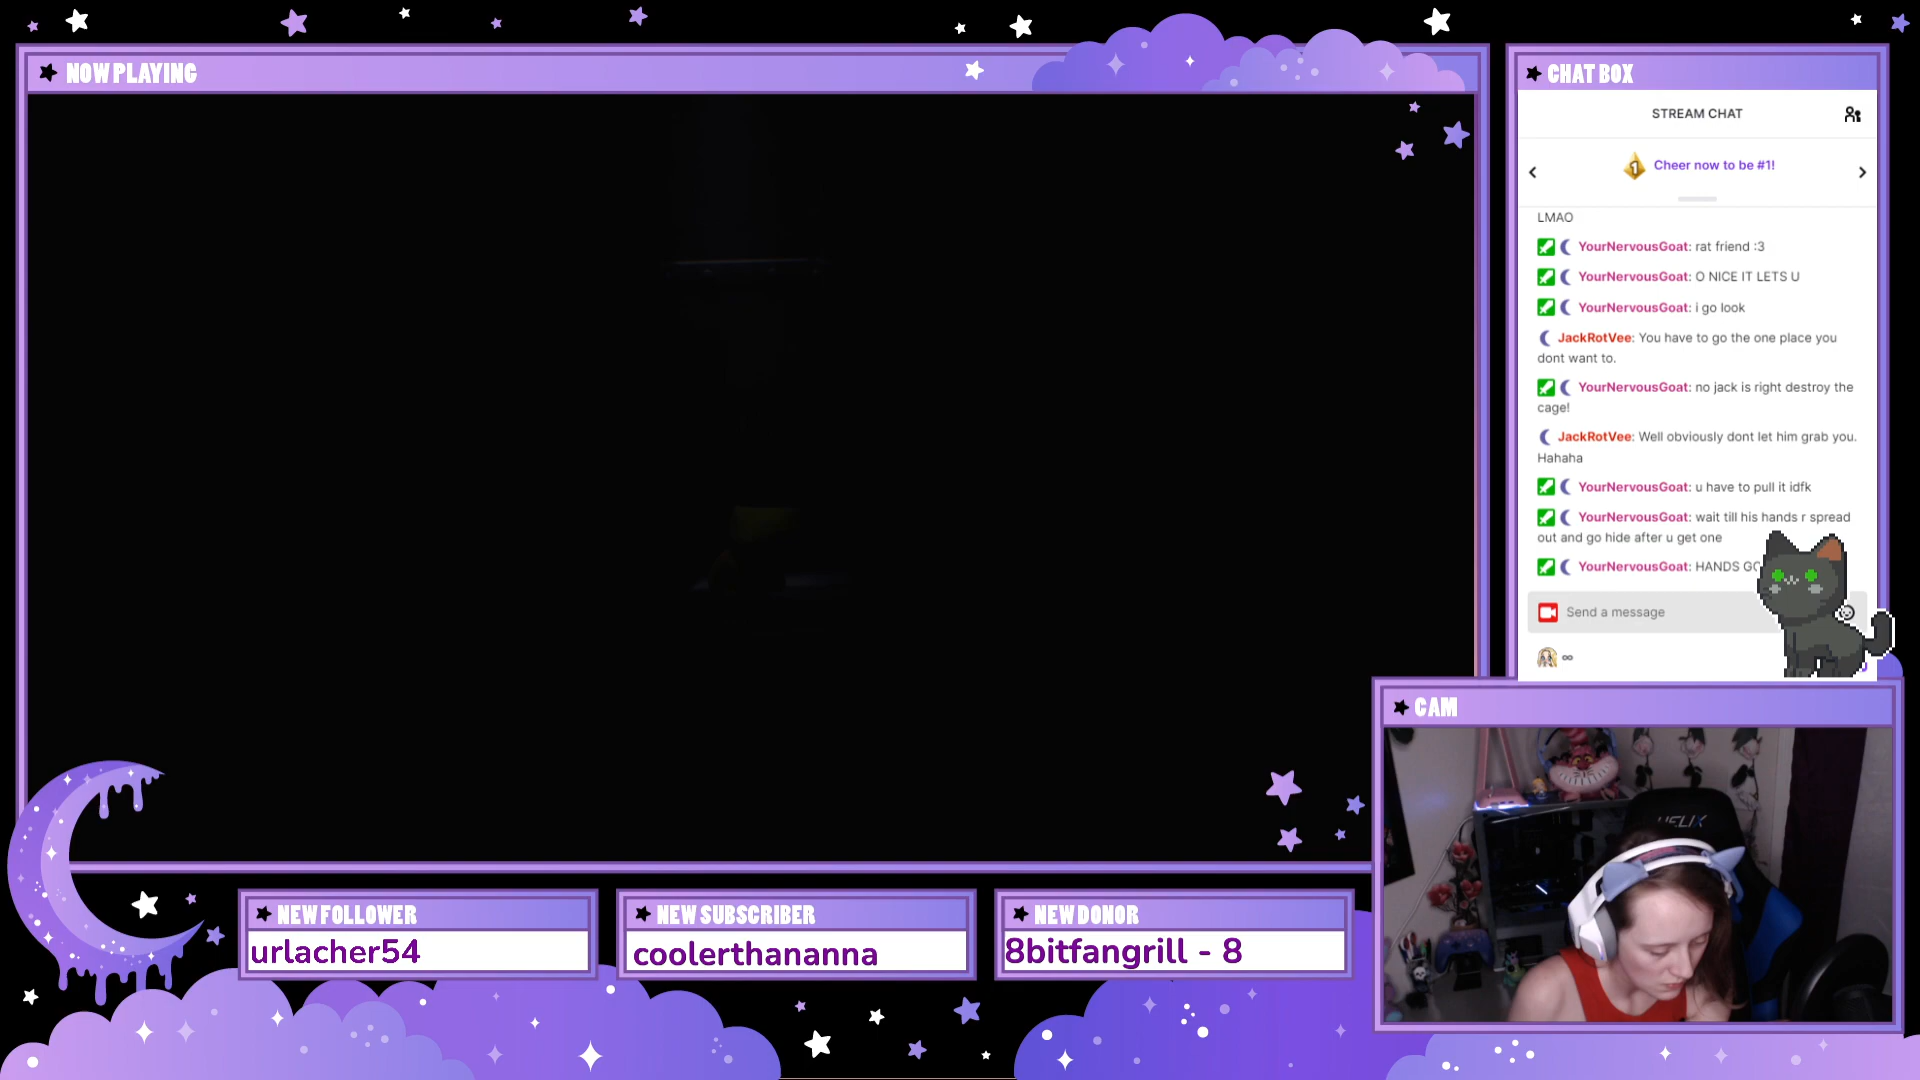 NOW PLAYING
CHAT BOX
STREAM CHAT
1
Cheer now to be #1!
LMAO
YourNervousGoat: rat friend :3
YourNervousGoat: O NICE IT LETS U
YourNervousGoat: i go look
JackRotVee: You have to go the one place you
dont want to.
YourNervousGoat: no jack is right destroy the
cage!
JackRotVee: Well obviously dont let him grab you.
Hahaha
YourNervousGoat: u have to pull it idfk
YourNervousGoat: wait till his hands r spread
out and go hide after u get one
YourNervousGoat: HANDS
Send a message
∞
CAM
HELIX
NEW FOLLOWER
urlacher54
NEW SUBSCRIBER
coolerthananna
NEW DONOR
8bitfangrill - 8